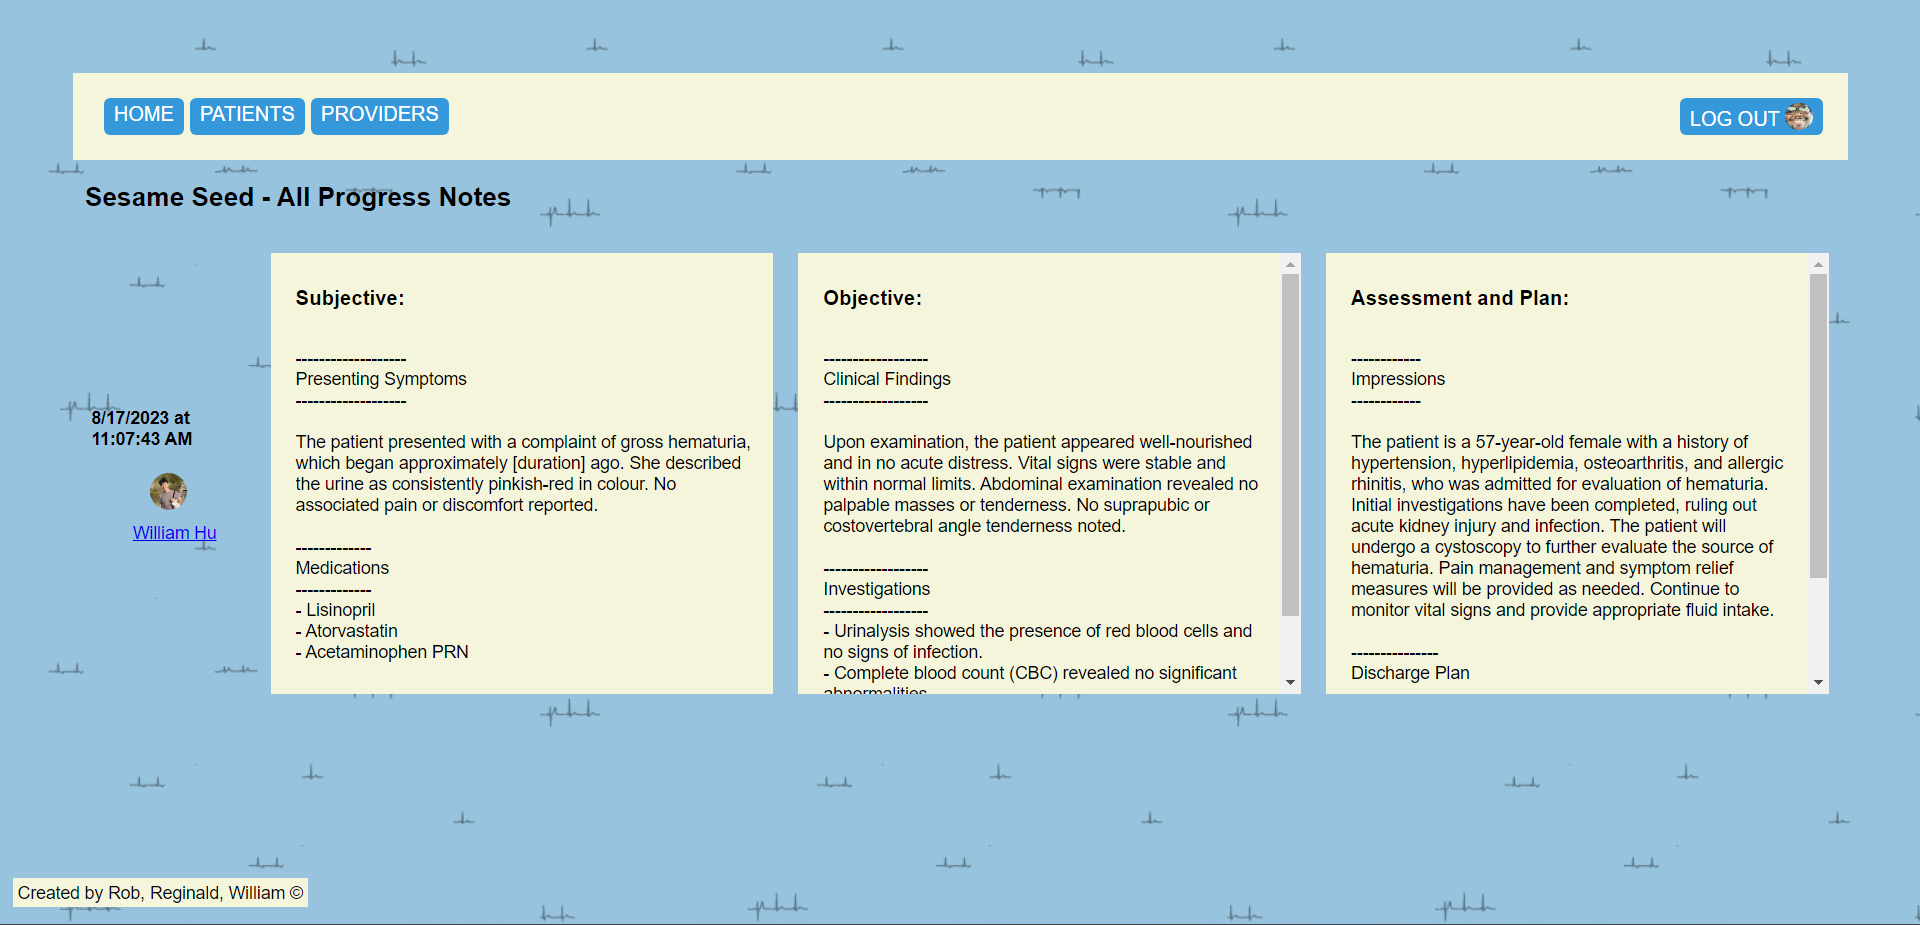 HOME PATIENTS PROVIDERS LOG OUT
Sesame Seed - All Progress Notes
8/17/2023 at
11:07:43 AM
William Hu
Subjective:
-------------------
Presenting Symptoms
-------------------
The patient presented with a complaint of gross hematuria,
which began approximately [duration] ago. She described
the urine as consistently pinkish-red in colour. No
associated pain or discomfort reported.
-------------
Medications
-------------
- Lisinopril
- Atorvastatin
- Acetaminophen PRN
Objective:
------------------
Clinical Findings
------------------
Upon examination, the patient appeared well-nourished
and in no acute distress. Vital signs were stable and
within normal limits. Abdominal examination revealed no
palpable masses or tenderness. No suprapubic or
costovertebral angle tenderness noted.
------------------
Investigations
------------------
- Urinalysis showed the presence of red blood cells and
no signs of infection.
- Complete blood count (CBC) revealed no significant
abnormalities
Assessment and Plan:
------------
Impressions
------------
The patient is a 57-year-old female with a history of
hypertension, hyperlipidemia, osteoarthritis, and allergic
rhinitis, who was admitted for evaluation of hematuria.
Initial investigations have been completed, ruling out
acute kidney injury and infection. The patient will
undergo a cystoscopy to further evaluate the source of
hematuria. Pain management and symptom relief
measures will be provided as needed. Continue to
monitor vital signs and provide appropriate fluid intake.
---------------
Discharge Plan
Created by Rob, Reginald, William ©